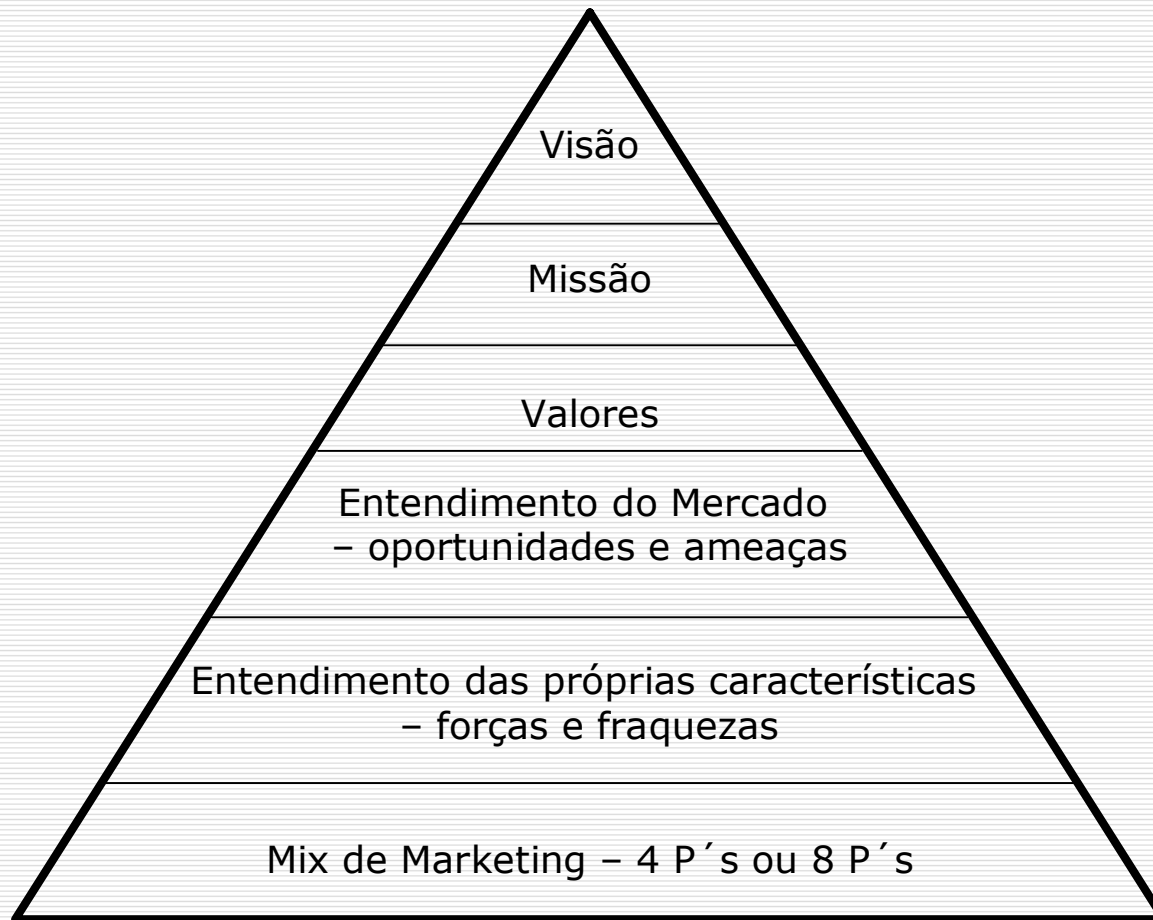 Visão
Missão
Valores
Entendimento do Mercado
– oportunidades e ameaças
Entendimento das próprias características
– forças e fraquezas
Mix de Marketing – 4 P´s ou 8 P´s